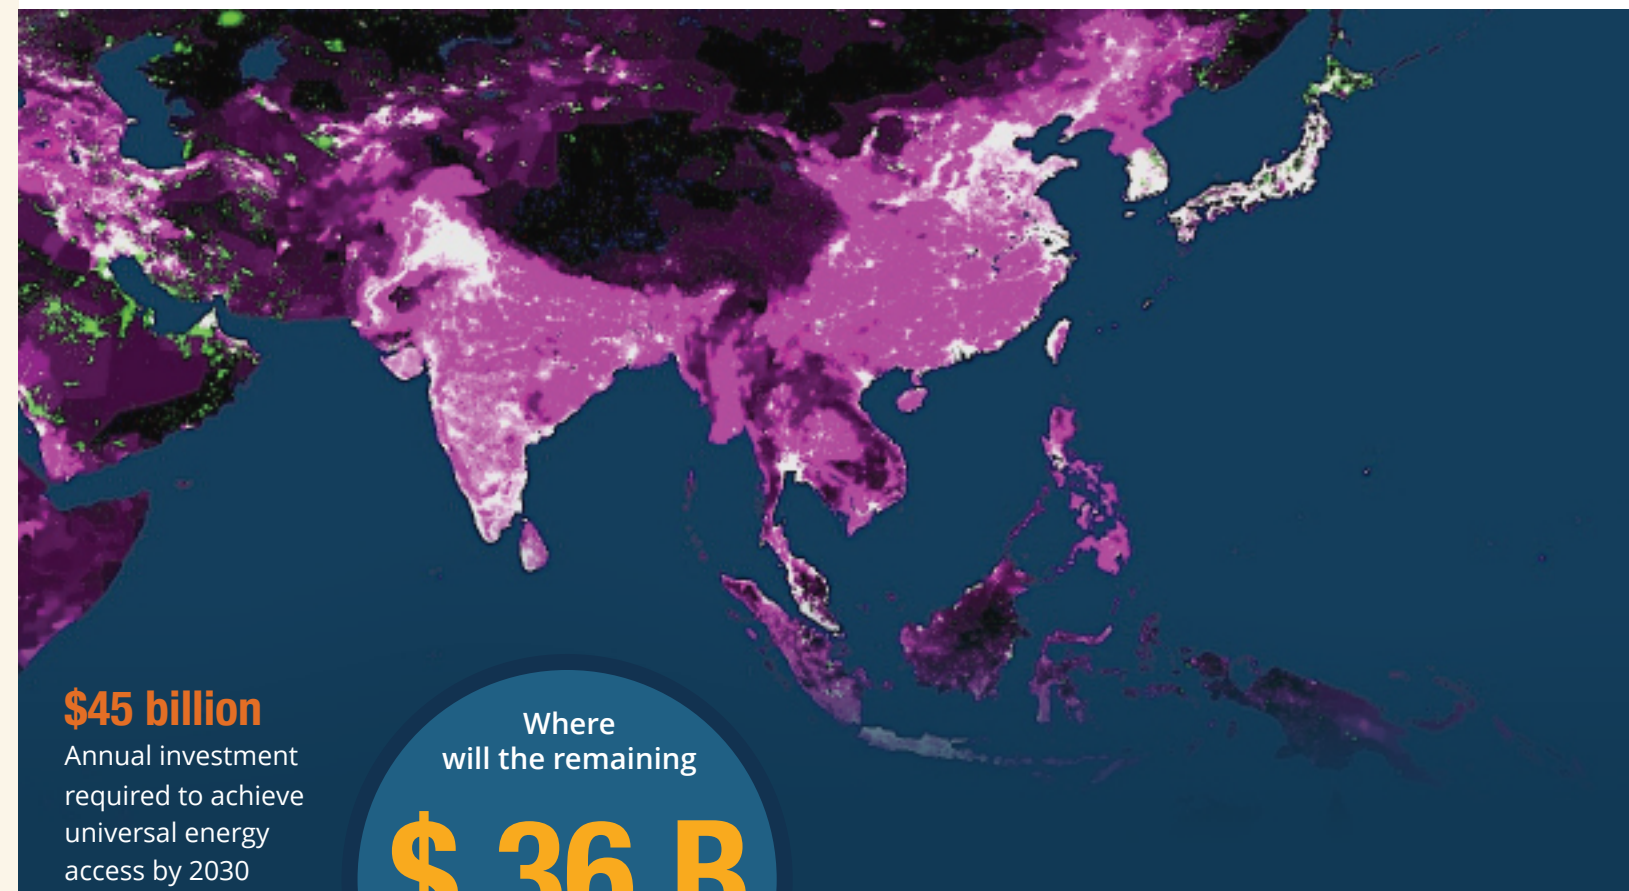 $45 billion
Annual investment
required to achieve
universal energy
access by 2030
Where
will the remaining
$ 36 B